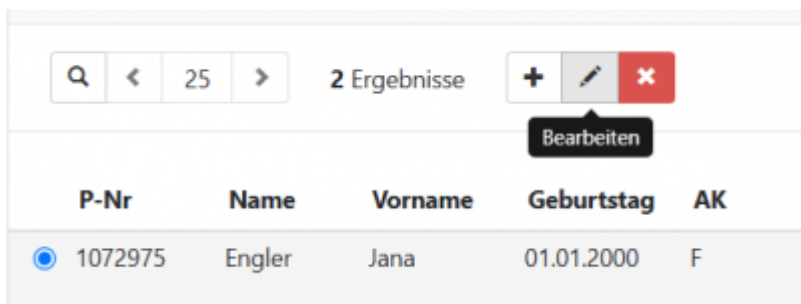 25 2 Ergebnisse
Bearbeiten
P-Nr Name Vorname Geburtstag AK
1072975 Engler Jana 01.01.2000 F